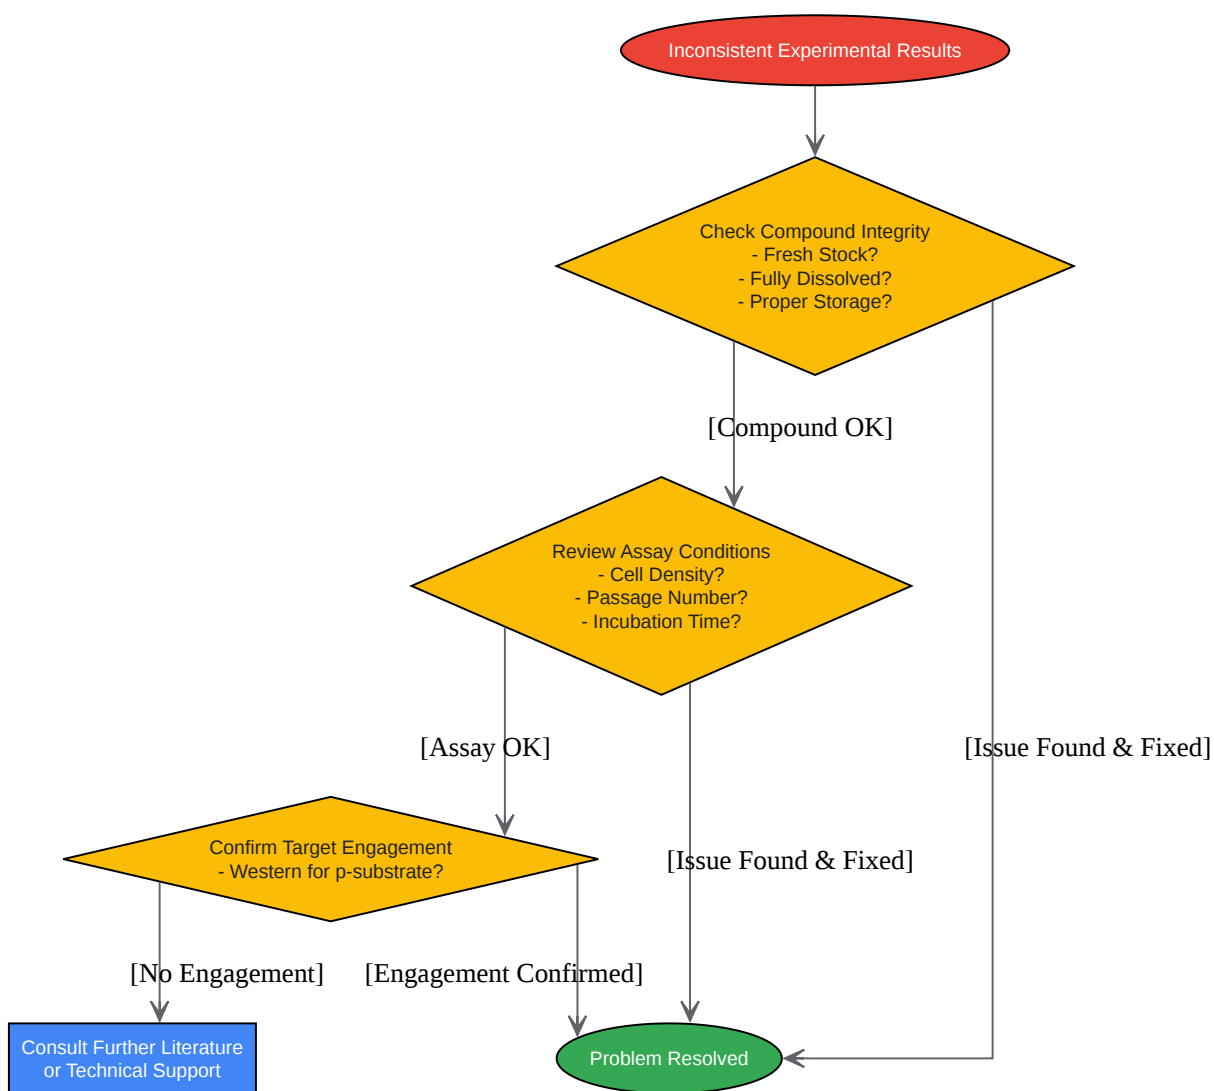 Inconsistent Experimental Results
Check Compound Integrity
- Fresh Stock?
- Fully Dissolved?
- Proper Storage?
[Compound OK]
Review Assay Conditions
- Cell Density?
- Passage Number?
- Incubation Time?
[Assay OK]
[Issue Found & Fixed]
Confirm Target Engagement
- Western for p-substrate?
[Issue Found & Fixed]
[No Engagement]
[Engagement Confirmed]
Consult Further Literature
or Technical Support
Problem Resolved